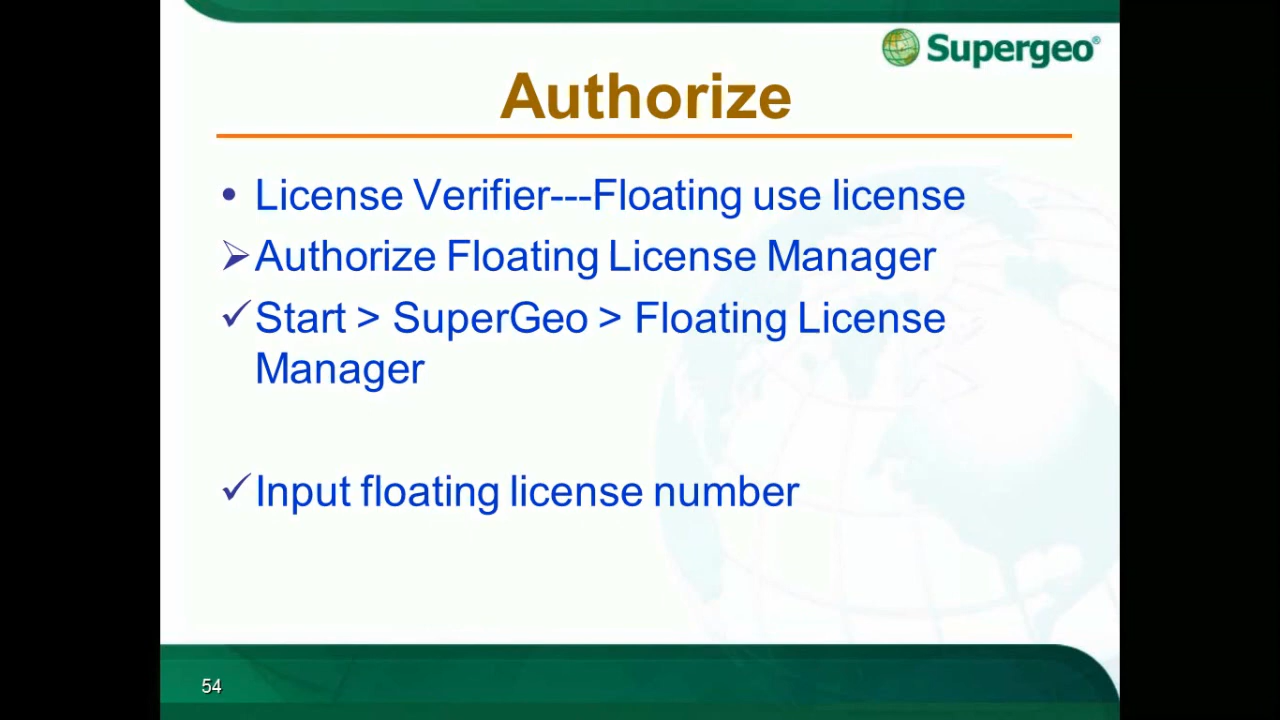 Supergeo®
Authorize
• License Verifier---Floating use license
➢ Authorize Floating License Manager
✓ Start > SuperGeo > Floating License
Manager
✓ Input floating license number
54